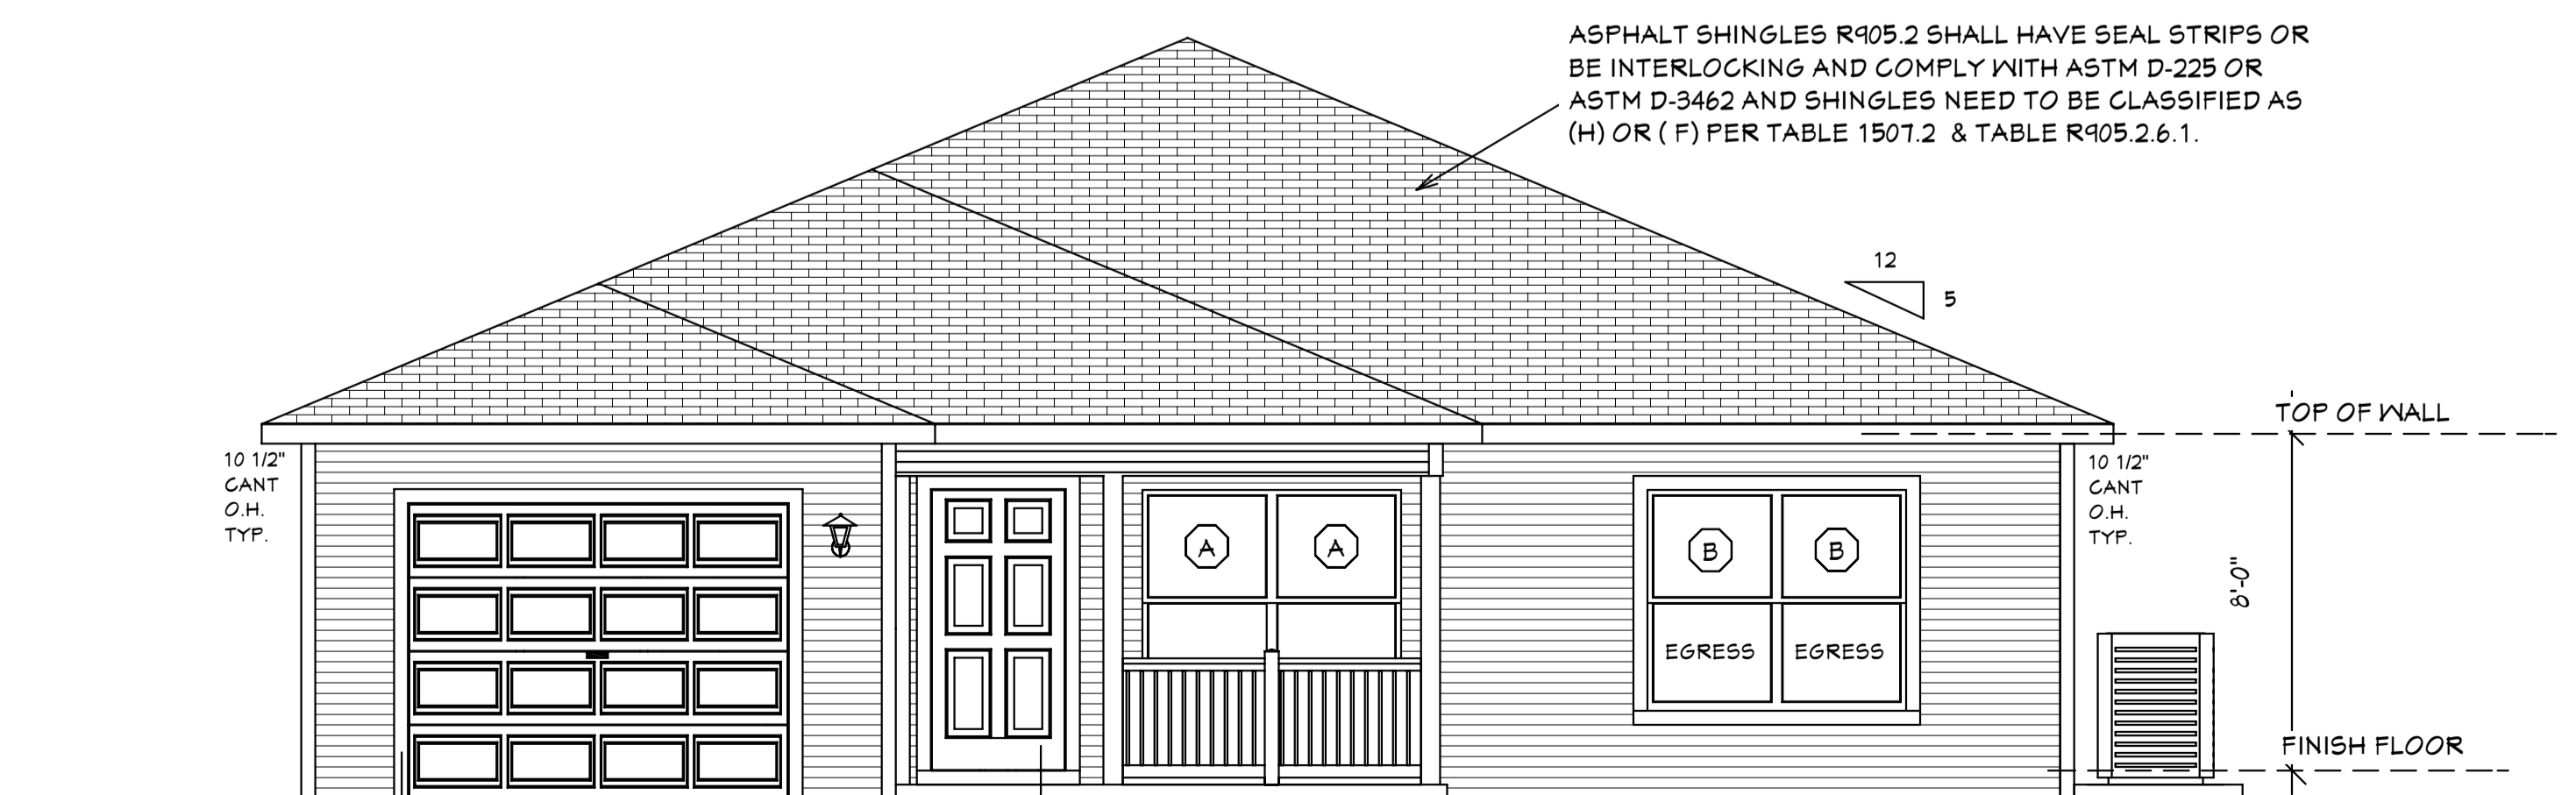 ASPHALT SHINGLES R905.2 SHALL HAVE SEAL STRIPS OR
BE INTERLOCKING AND COMPLY WITH ASTM D-225 OR
ASTM D-3462 AND SHINGLES NEED TO BE CLASSIFIED AS
(H) OR ( F) PER TABLE 1507.2 & TABLE R905.2.6.1.
12
5
TOP OF WALL
10 1/2"
CANT
O.H.
TYP.
A
A
B
B
EGRESS
EGRESS
10 1/2"
CANT
O.H.
TYP.
8'-0"
FINISH FLOOR